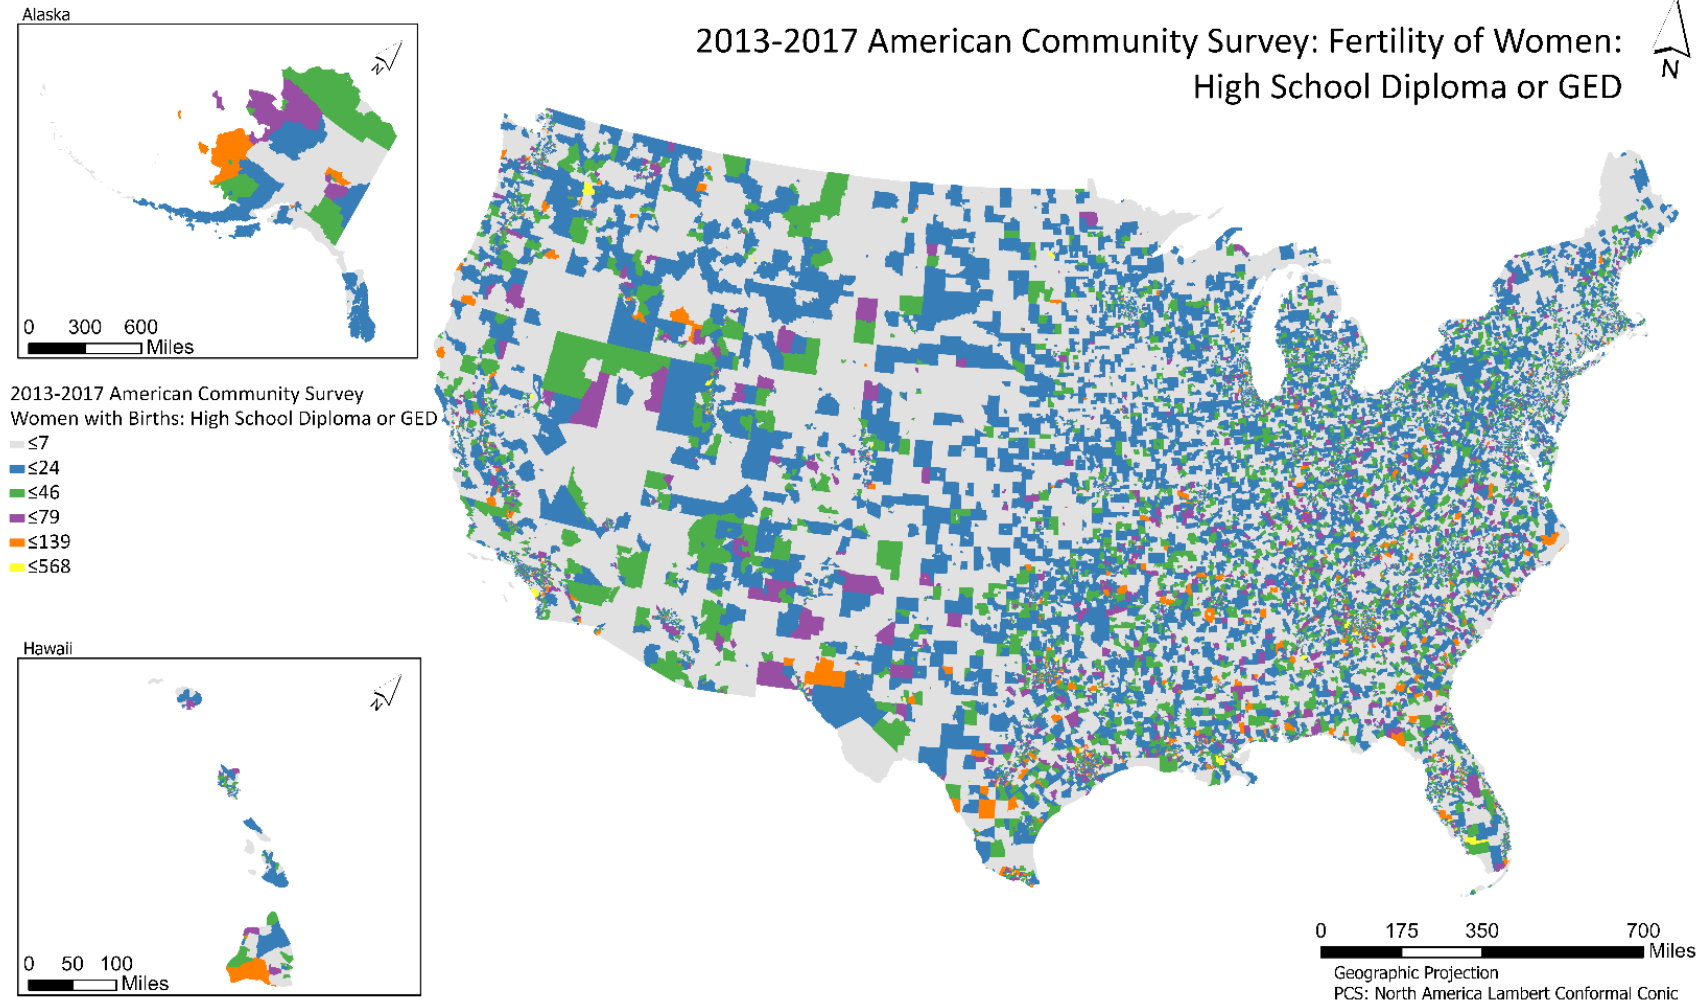 Alaska
N
0 300 600
Miles
2013-2017 American Community Survey: Fertility of Women:
High School Diploma or GED
N
2013-2017 American Community Survey
Women with Births: High School Diploma or GED
≤7
≤24
≤46
≤79
≤139
≤568
Hawaii
N
0 50 100
Miles
0 175 350 700
Miles
Geographic Projection
PCS: North America Lambert Conformal Conic